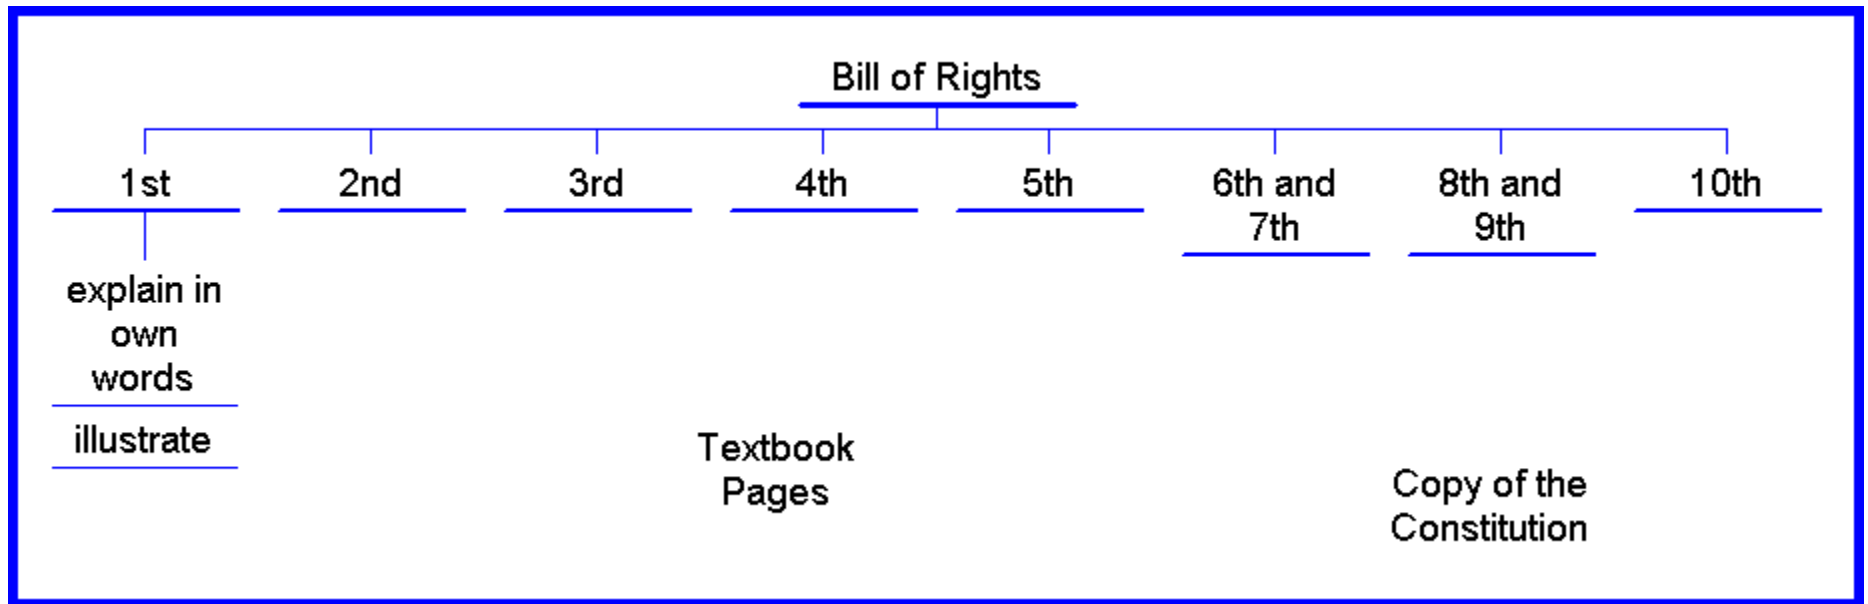 Bill of Rights
1st
2nd
3rd
4th
5th
6th and
7th
8th and
9th
10th
explain in
own
words
illustrate
Textbook
Pages
Copy of the
Constitution